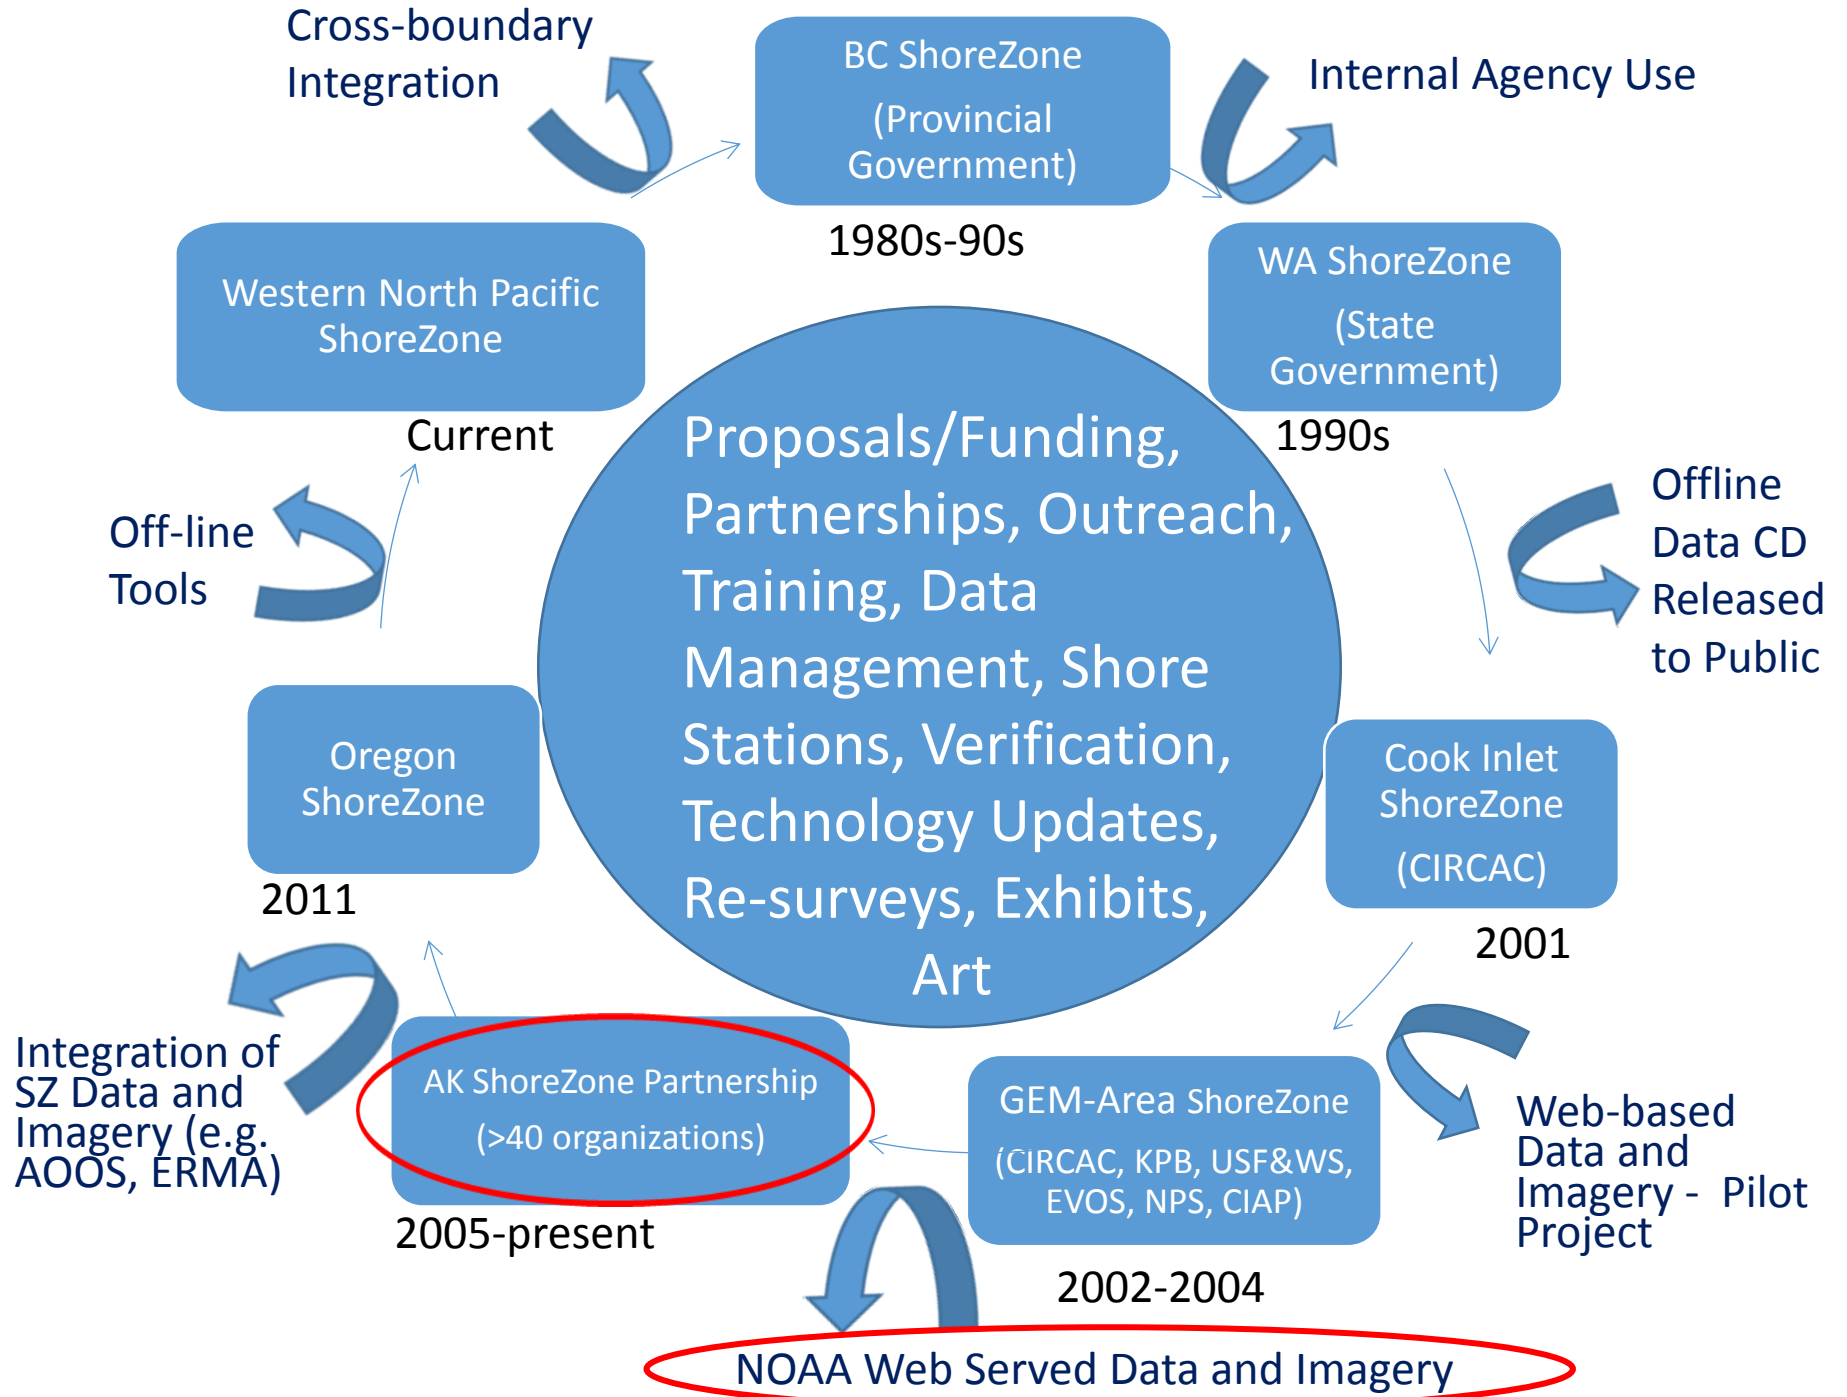 Cross-boundary
Integration
BC ShoreZone
(Provincial
Government)
1980s-90s
Internal Agency Use
WA ShoreZone
(State
Government)
1990s
Offline
Data CD
Released
to Public
Cook Inlet
ShoreZone
(CIRCAC)
2001
Web-based
Data and
Imagery - Pilot
Project
GEM-Area ShoreZone
(CIRCAC, KPB, USF&WS,
EVOS, NPS, CIAP)
2002-2004
NOAA Web Served Data and Imagery
AK ShoreZone Partnership
(>40 organizations)
2005-present
Integration of
SZ Data and
Imagery (e.g.
AOOS, ERMA)
Oregon
ShoreZone
2011
Off-line
Tools
Western North Pacific
ShoreZone
Current
Proposals/Funding,
Partnerships, Outreach,
Training, Data
Management, Shore
Stations, Verification,
Technology Updates,
Re-surveys, Exhibits,
Art